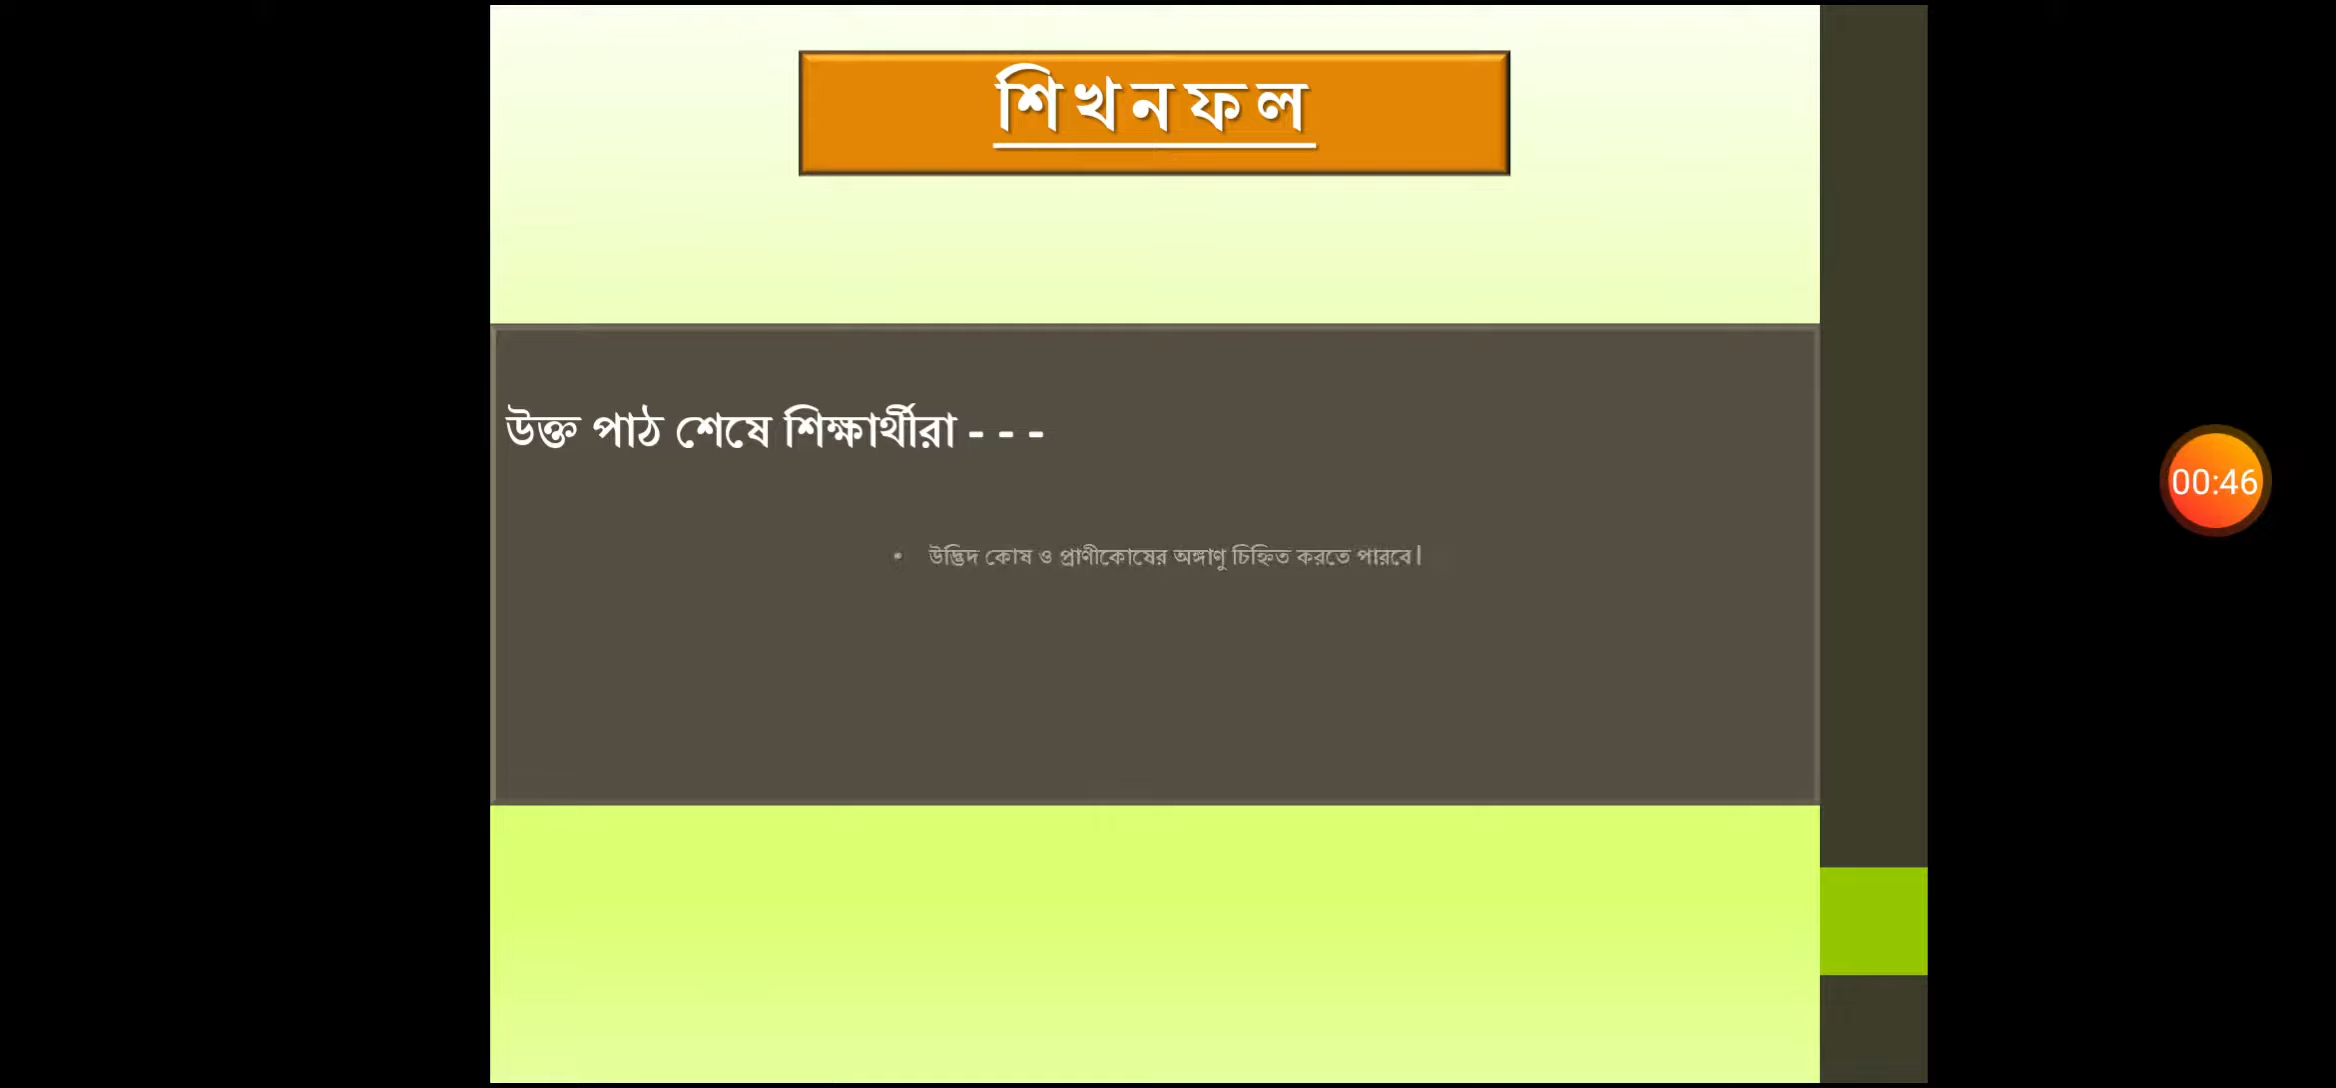 শিখনফল
উক্ত পাঠ শেষে শিক্ষার্থীরা - - -
• উদ্ভিদ কোষ ও প্রাণীকোষের অঙ্গাণু চিহ্নিত করতে পারবে।
00:46